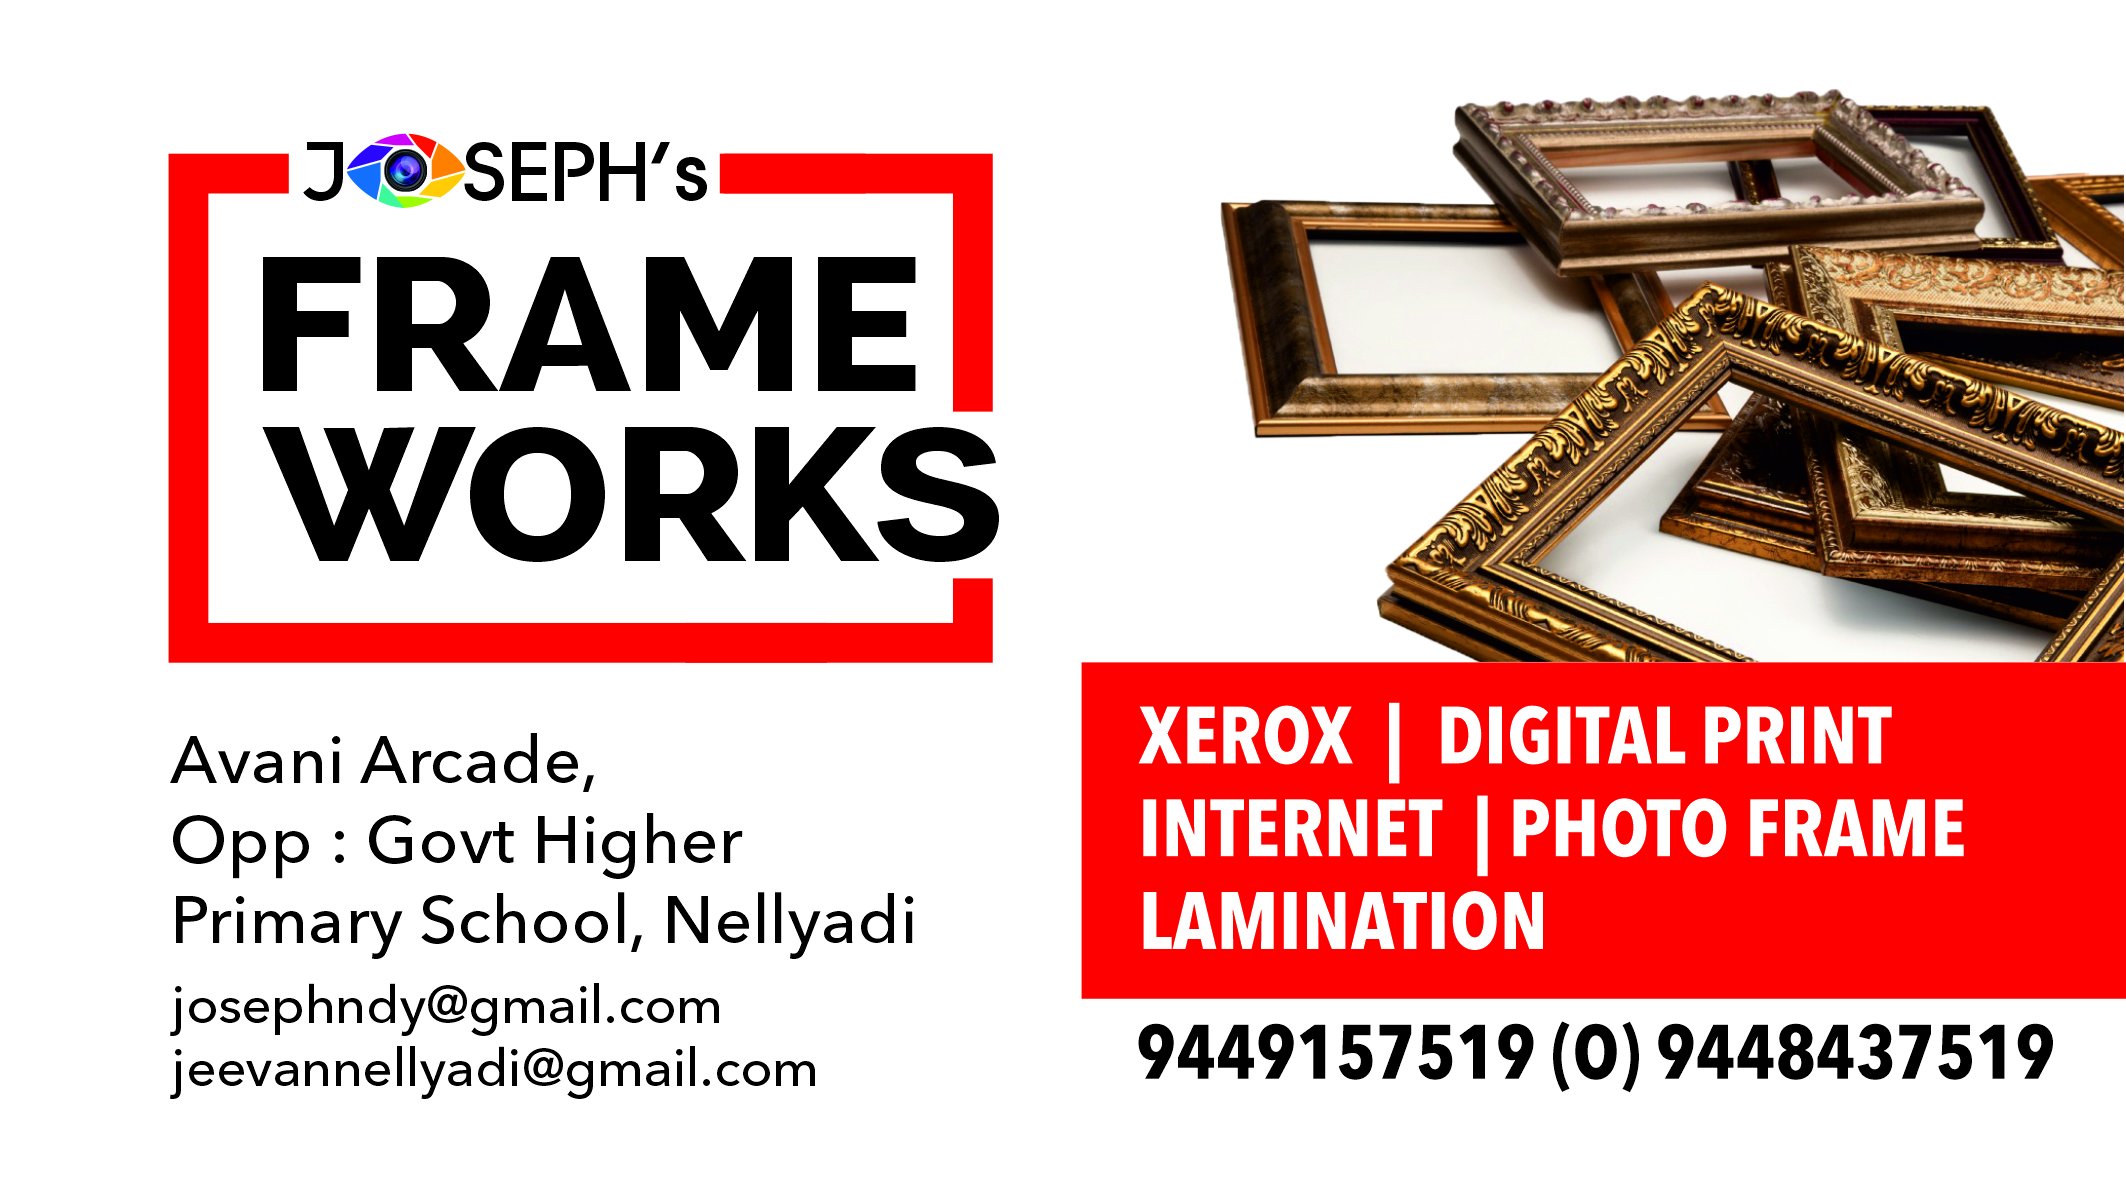 JOSEPH's
FRAME
WORKS
Avani Arcade,
Opp : Govt Higher
Primary School, Nellyadi
josephndy@gmail.com
jeevannellyadi@gmail.com
XEROX | DIGITAL PRINT
INTERNET | PHOTO FRAME
LAMINATION
9449157519 (O) 9448437519